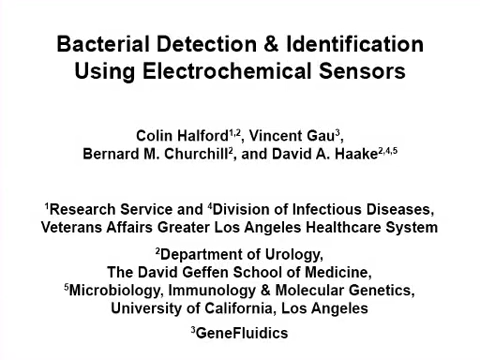 Bacterial Detection & Identification
Using Electrochemical Sensors
Colin Halford¹,², Vincent Gau³,
Bernard M. Churchill², and David A. Haake²,⁴,⁵
¹Research Service and ⁴Division of Infectious Diseases,
Veterans Affairs Greater Los Angeles Healthcare System
²Department of Urology,
The David Geffen School of Medicine,
⁵Microbiology, Immunology & Molecular Genetics,
University of California, Los Angeles
³GeneFluidics